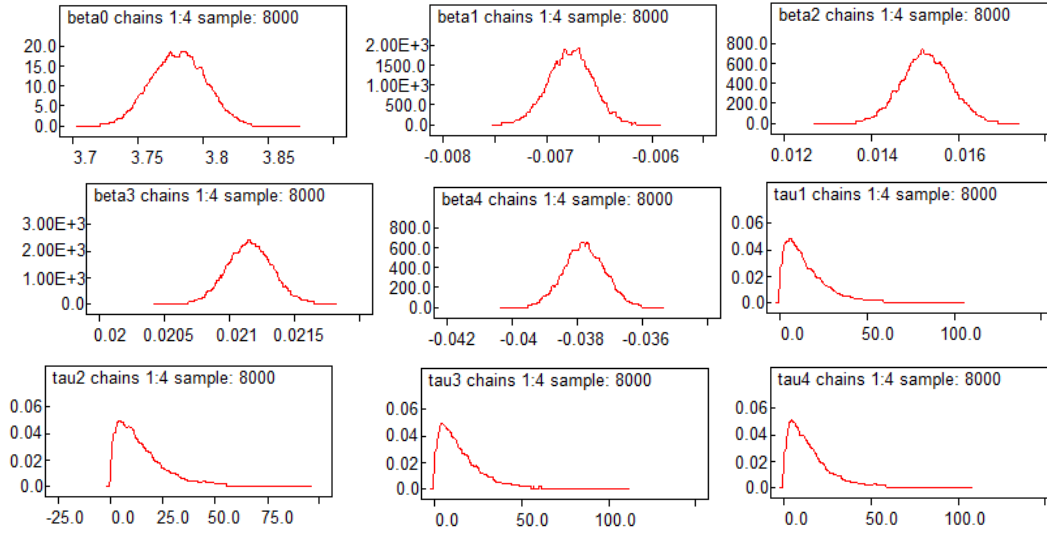 beta0 chains 1:4 sample: 8000
20.0
15.0
10.0
5.0
0.0
3.7 3.75 3.8 3.85
beta1 chains 1:4 sample: 8000
2.00E+3
1.50E+3
1.00E+3
500.0
0.0
-0.008 -0.007 -0.006
beta2 chains 1:4 sample: 8000
800.0
600.0
400.0
200.0
0.0
0.012 0.014 0.016
beta3 chains 1:4 sample: 8000
3.00E+3
2.00E+3
1.00E+3
0.0
0.02 0.0205 0.021 0.0215
beta4 chains 1:4 sample: 8000
800.0
600.0
400.0
200.0
0.0
-0.042 -0.04 -0.038 -0.036
tau1 chains 1:4 sample: 8000
0.06
0.04
0.02
0.0
0.0 50.0 100.0
tau2 chains 1:4 sample: 8000
0.06
0.04
0.02
0.0
-25.0 0.0 25.0 50.0 75.0
tau3 chains 1:4 sample: 8000
0.06
0.04
0.02
0.0
0.0 50.0 100.0
tau4 chains 1:4 sample: 8000
0.06
0.04
0.02
0.0
0.0 50.0 100.0